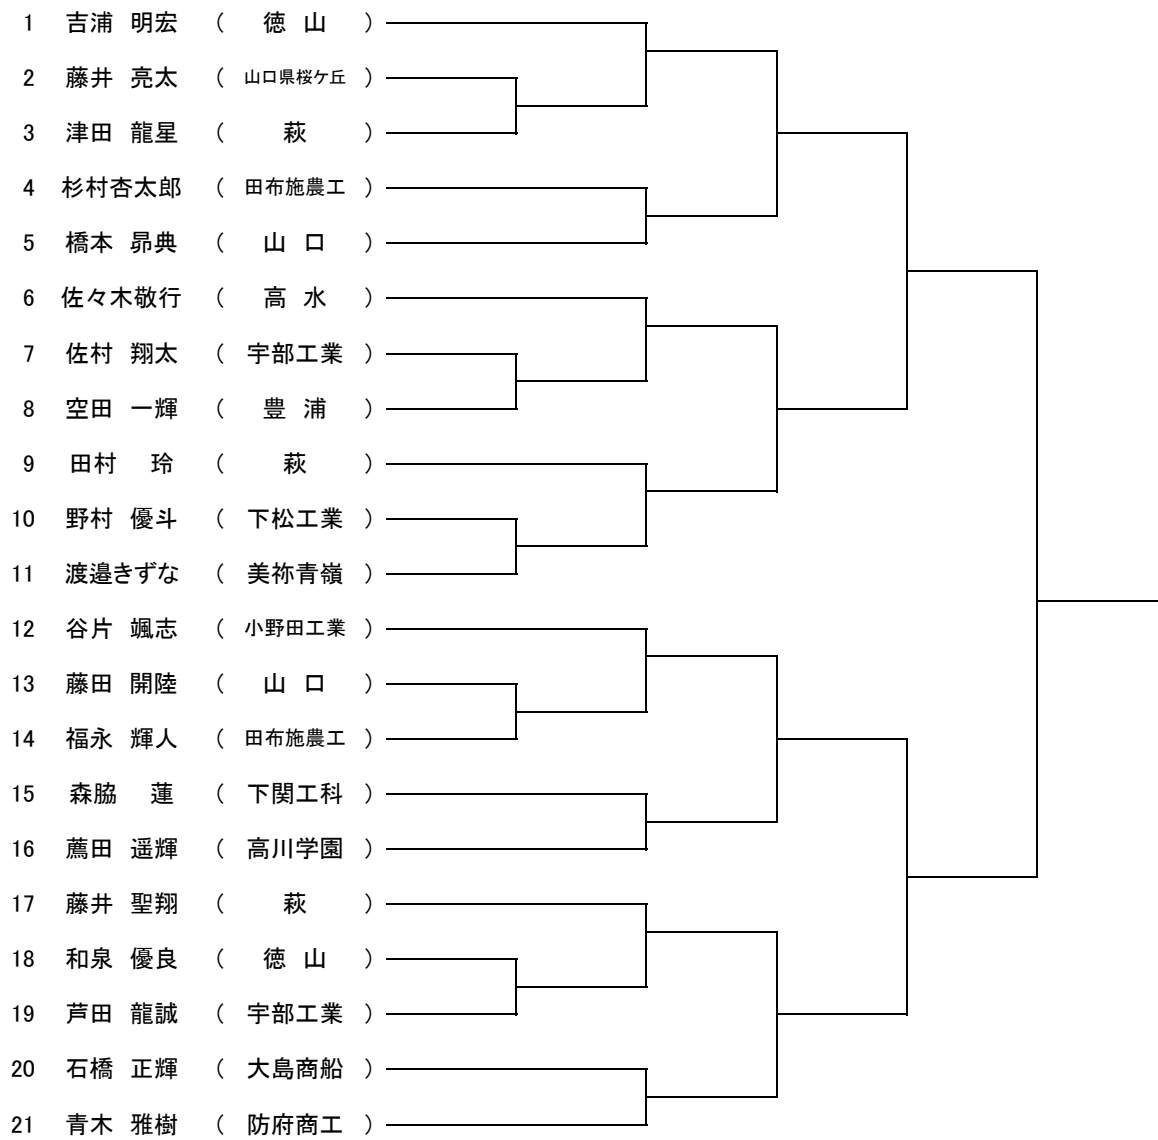 1 吉浦 明宏 ( 徳 山 )
2 藤井 亮太 ( 山口県桜ケ丘 )
3 津田 龍星 ( 萩 )
4 杉村杏太郎 ( 田布施農工 )
5 橋本 昴典 ( 山 口 )
6 佐々木敬行 ( 高 水 )
7 佐村 翔太 ( 宇部工業 )
8 空田 一輝 ( 豊 浦 )
9 田村 玲 ( 萩 )
10 野村 優斗 ( 下松工業 )
11 渡邉きずな ( 美祢青嶺 )
12 谷片 颯志 ( 小野田工業 )
13 藤田 開陸 ( 山 口 )
14 福永 輝人 ( 田布施農工 )
15 森脇 蓮 ( 下関工科 )
16 薦田 遥輝 ( 高川学園 )
17 藤井 聖翔 ( 萩 )
18 和泉 優良 ( 徳 山 )
19 芦田 龍誠 ( 宇部工業 )
20 石橋 正輝 ( 大島商船 )
21 青木 雅樹 ( 防府商工 )